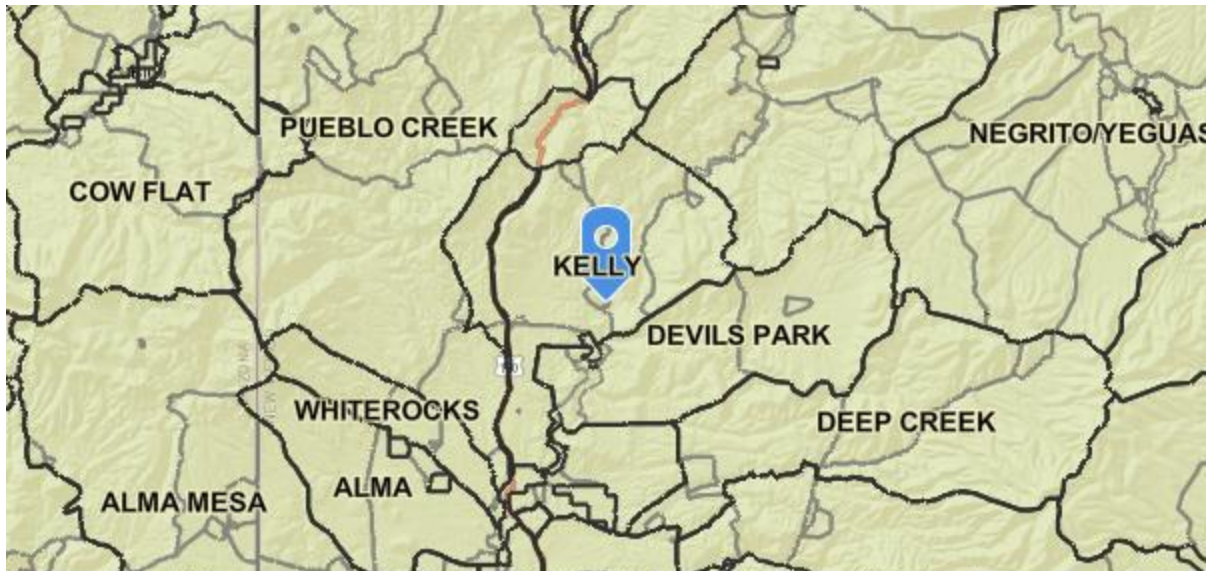 PUEBLO CREEK
NEGRITO/YEGUAS
COW FLAT
KELLY
DEVILS PARK
WHITEROCKS
DEEP CREEK
ALMA
ALMA MESA